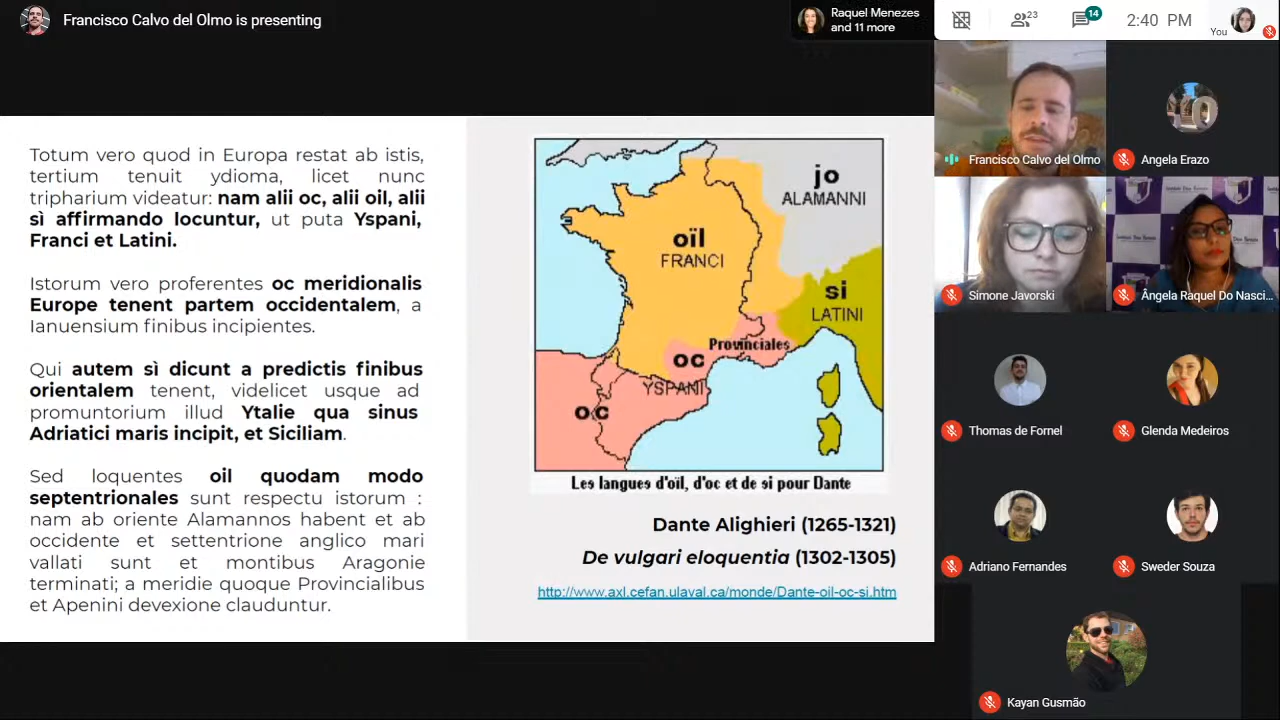 Francisco Calvo del Olmo is presenting
Raquel Menezes
and 11 more
23
14
2:40 PM
You
Totum vero quod in Europa restat ab istis,
tertium tenuit ydioma, licet nunc
tripharium videatur: nam alii oc, alii oil, alii
sì affirmando locuntur, ut puta Yspani,
Franci et Latini.
Istorum vero proferentes oc meridionalis
Europe tenent partem occidentalem, a
Ianuensium finibus incipientes.
Qui autem sì dicunt a predictis finibus
orientalem tenent, videlicet usque ad
promuntorium illud Ytalie qua sinus
Adriatici maris incipit, et Siciliam.
Sed loquentes oil quodam modo
septentrionales sunt respectu istorum :
nam ab oriente Alamannos habent et ab
occidente et settentrione anglico mari
vallati sunt et montibus Aragonie
terminati; a meridie quoque Provincialibus
et Apenini devexione clauduntur.
jo
ALAMANNI
oïl
FRANCI
si
LATINI
Provinciales
oc
YSPANI
oc
Les langues d'oïl, d'oc et de si pour Dante
Dante Alighieri (1265-1321)
De vulgari eloquentia (1302-1305)
http://www.axl.cefan.ulaval.ca/monde/Dante-oil-oc-si.htm
Francisco Calvo del Olmo
Angela Erazo
Simone Javorski
Ângela Raquel Do Nasci...
Thomas de Fornel
Glenda Medeiros
Adriano Fernandes
Sweder Souza
Kayan Gusmão